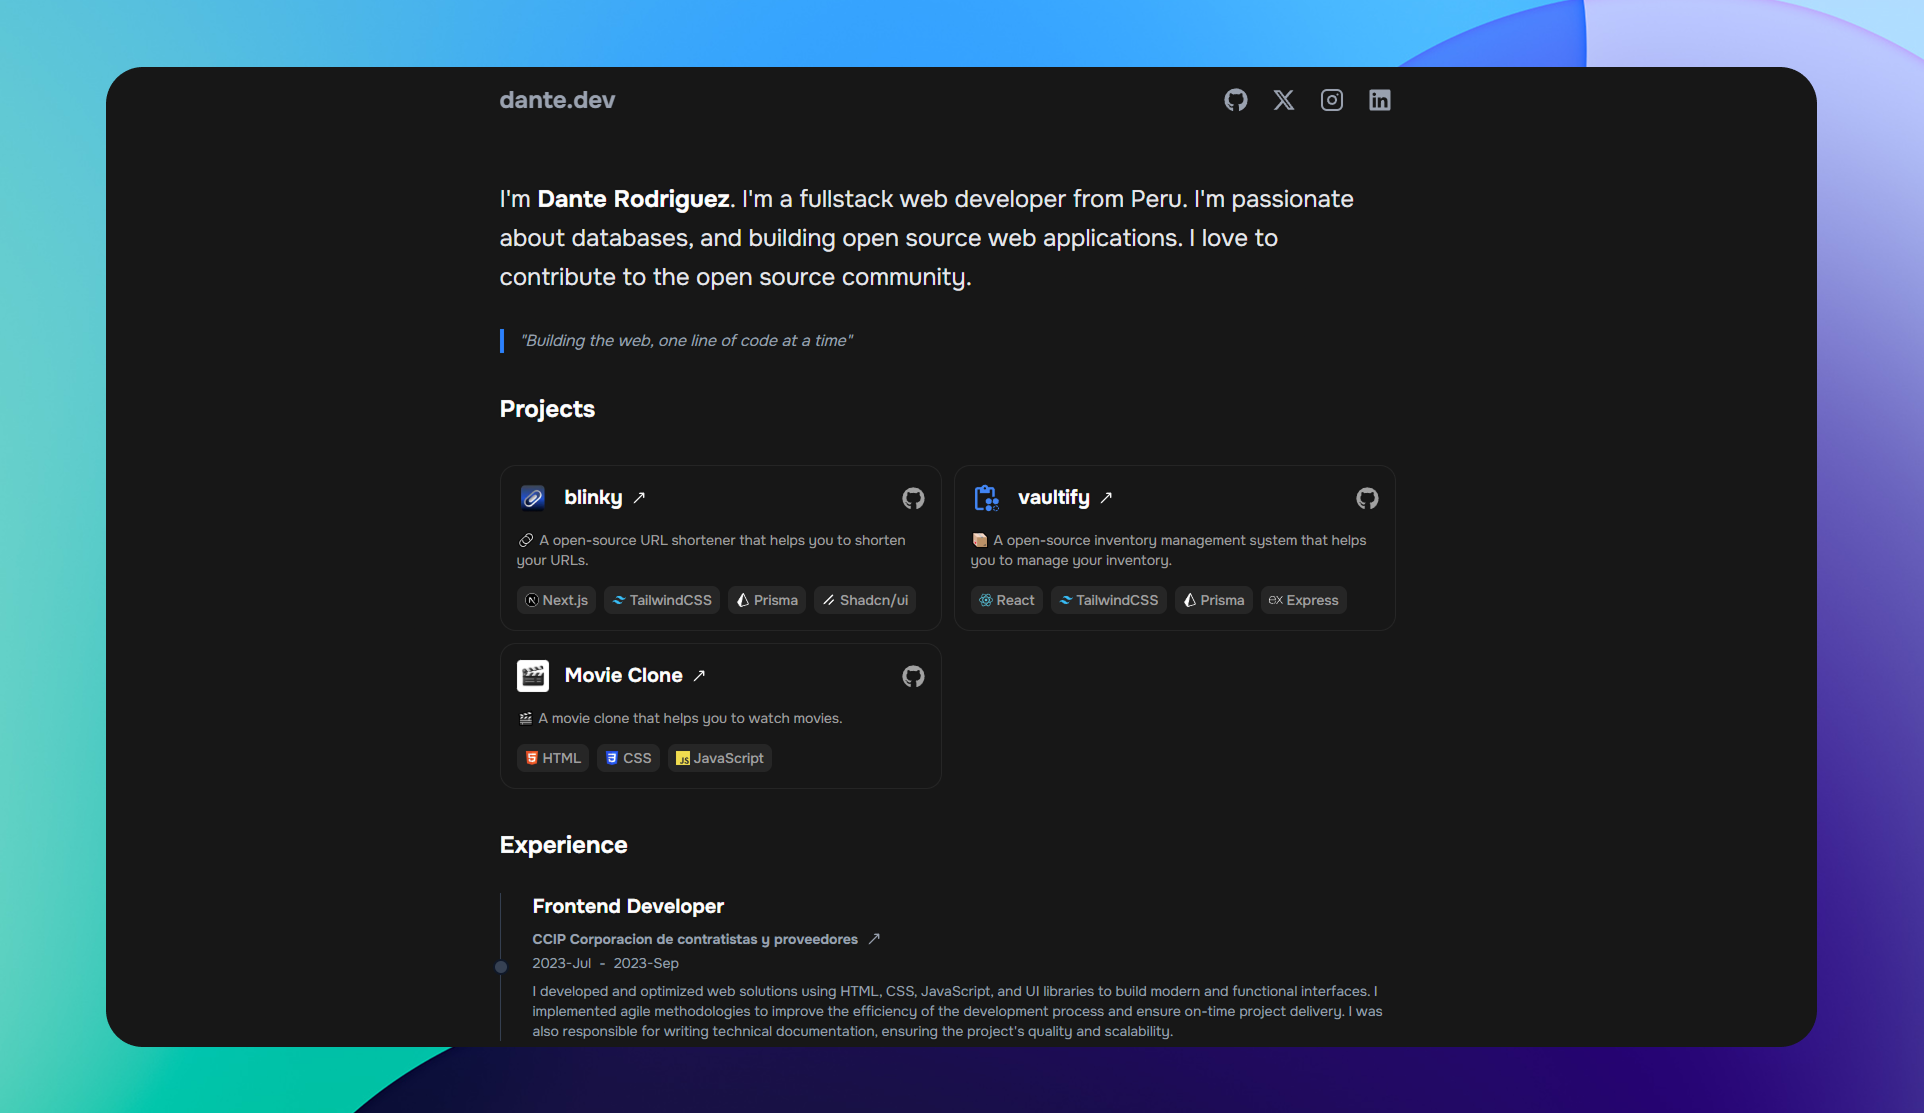 dante.dev
I'm Dante Rodriguez. I'm a fullstack web developer from Peru. I'm passionate
about databases, and building open source web applications. I love to
contribute to the open source community.
"Building the web, one line of code at a time"
Projects
blinky
A open-source URL shortener that helps you to shorten
your URLs.
Next.js TailwindCSS Prisma Shadcn/ui
vaultify
A open-source inventory management system that helps
you to manage your inventory.
React TailwindCSS Prisma Express
Movie Clone
A movie clone that helps you to watch movies.
HTML CSS JavaScript
Experience
Frontend Developer
CCIP Corporacion de contratistas y proveedores
2023-Jul - 2023-Sep
I developed and optimized web solutions using HTML, CSS, JavaScript, and UI libraries to build modern and functional interfaces. I
implemented agile methodologies to improve the efficiency of the development process and ensure on-time project delivery. I was
also responsible for writing technical documentation, ensuring the project's quality and scalability.